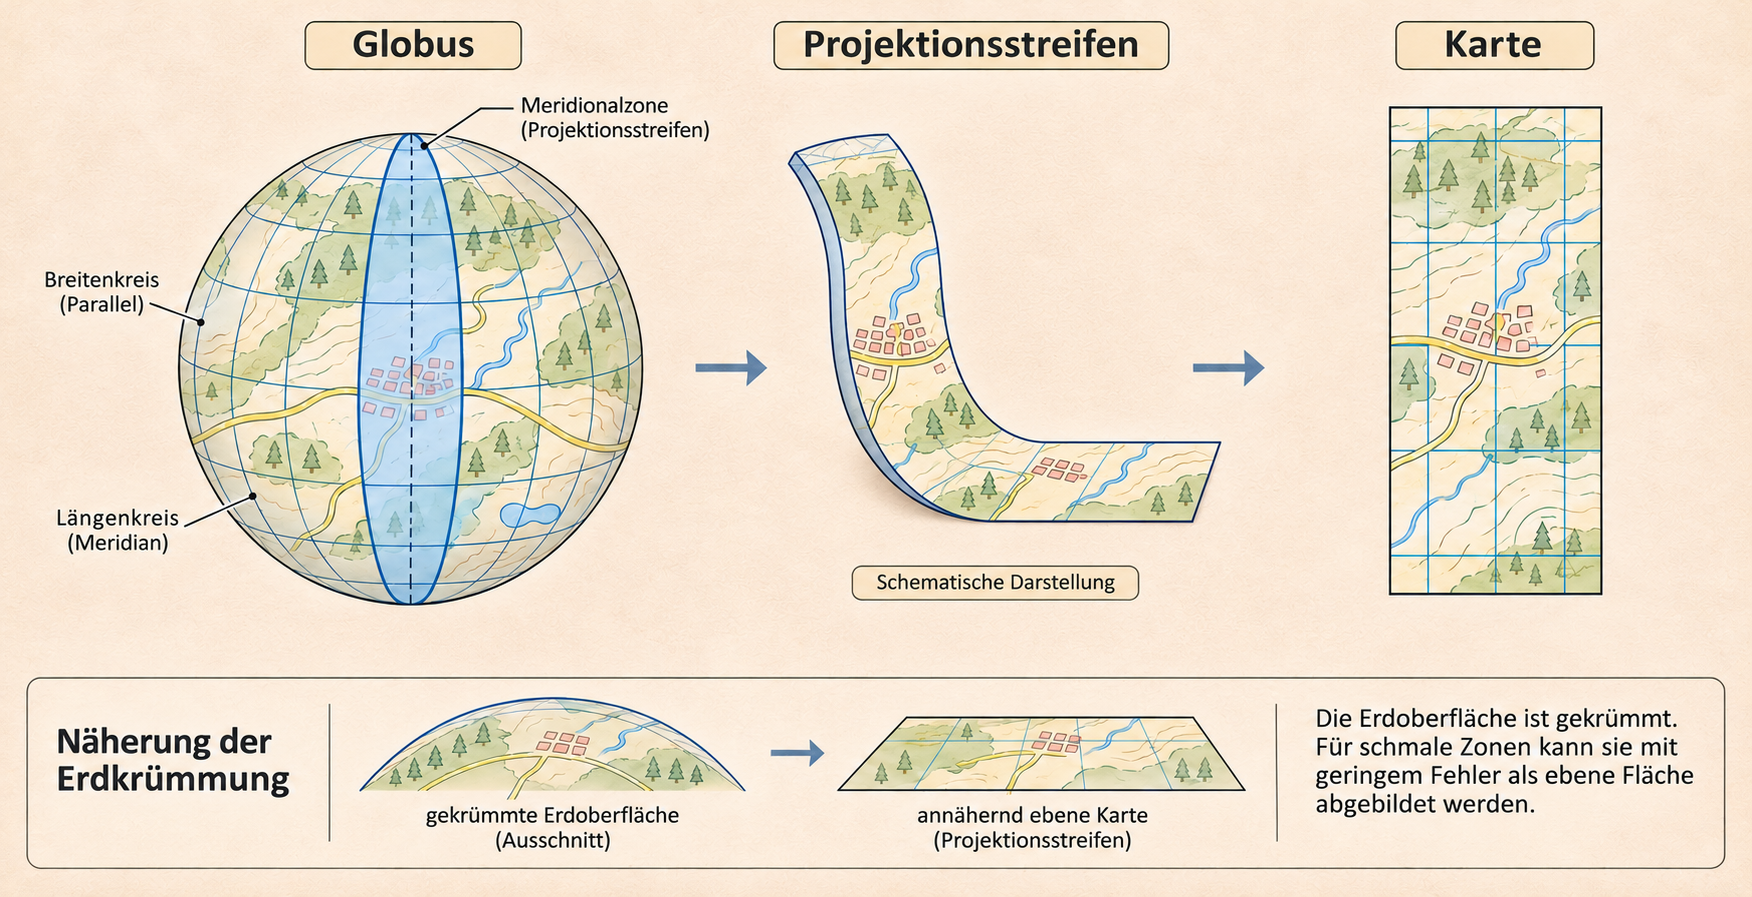 Globus
Projektionsstreifen
Karte
Meridionalzone
(Projektionsstreifen)
Breitenkreis
(Parallel)
Längenkreis
(Meridian)
Schematische Darstellung
Näherung der
Erdkrümmung
gekrümmte Erdoberfläche
(Ausschnitt)
annähernd ebene Karte
(Projektionsstreifen)
Die Erdoberfläche ist gekrümmt.
Für schmale Zonen kann sie mit
geringem Fehler als ebene Fläche
abgebildet werden.